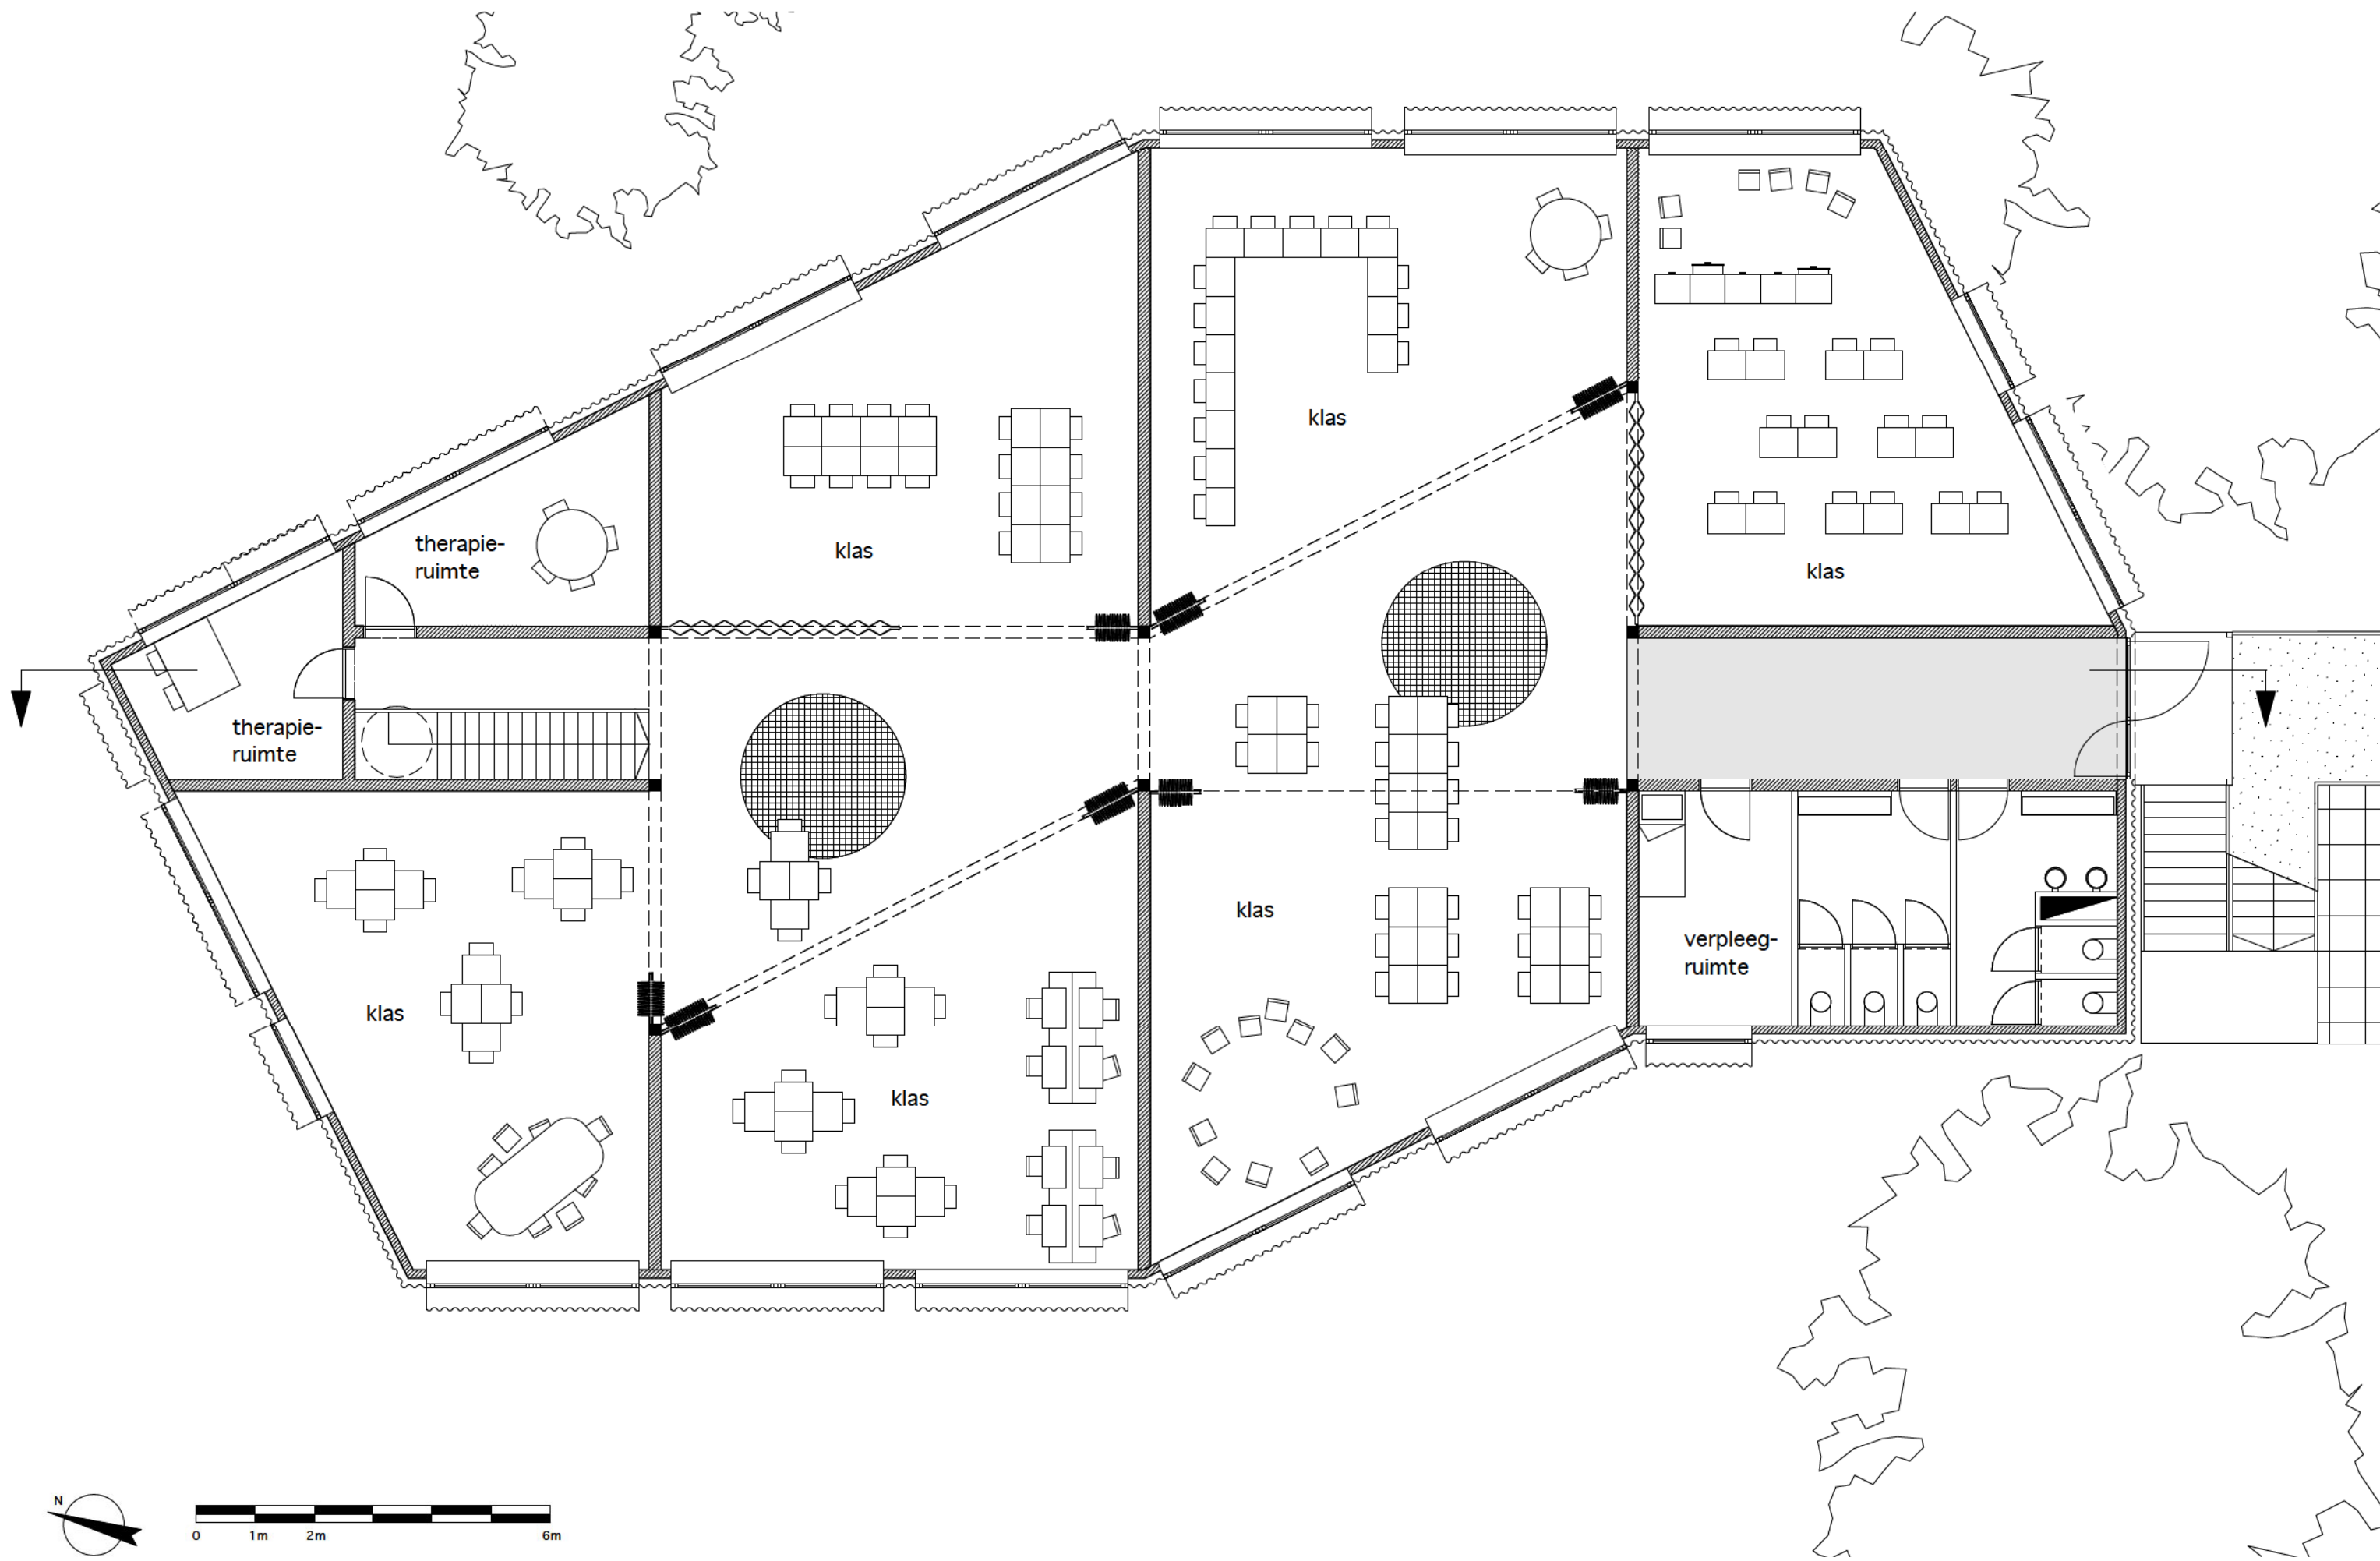 klas
therapie-
ruimte
klas
klas
therapie-
ruimte
klas
verpleeg-
ruimte
klas
klas
N
0 1m 2m 6m